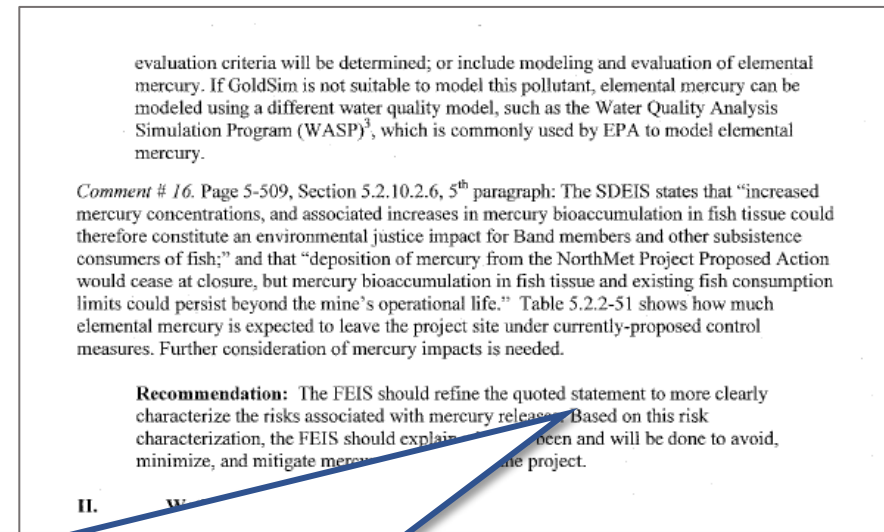 evaluation criteria will be determined; or include modeling and evaluation of elemental
mercury. If GoldSim is not suitable to model this pollutant, elemental mercury can be
modeled using a different water quality model, such as the Water Quality Analysis
Simulation Program (WASP)³, which is commonly used by EPA to model elemental
mercury.
Comment # 16. Page 5-509, Section 5.2.10.2.6, 5th paragraph: The SDEIS states that “increased
mercury concentrations, and associated increases in mercury bioaccumulation in fish tissue could
therefore constitute an environmental justice impact for Band members and other subsistence
consumers of fish;” and that “deposition of mercury from the NorthMet Project Proposed Action
would cease at closure, but mercury bioaccumulation in fish tissue and existing fish consumption
limits could persist beyond the mine’s operational life.” Table 5.2.2-51 shows how much
elemental mercury is expected to leave the project site under currently-proposed control
measures. Further consideration of mercury impacts is needed.
Recommendation: The FEIS should refine the quoted statement to more clearly
characterize the risks associated with mercury releases. Based on this risk
characterization, the FEIS should explain been and will be done to avoid,
minimize, and mitigate project.
II.